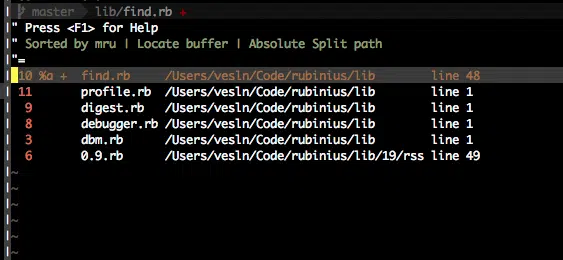 master lib/find.rb +
" Press <F1> for Help
" Sorted by mru | Locate buffer | Absolute Split path
"=
10 %a + find.rb /Users/vesln/Code/rubinius/lib line 48
11 profile.rb /Users/vesln/Code/rubinius/lib line 1
9 digest.rb /Users/vesln/Code/rubinius/lib line 1
8 debugger.rb /Users/vesln/Code/rubinius/lib line 1
3 dbm.rb /Users/vesln/Code/rubinius/lib line 1
6 0.9.rb /Users/vesln/Code/rubinius/lib/19/rss line 49
~
~
~
~
~
~